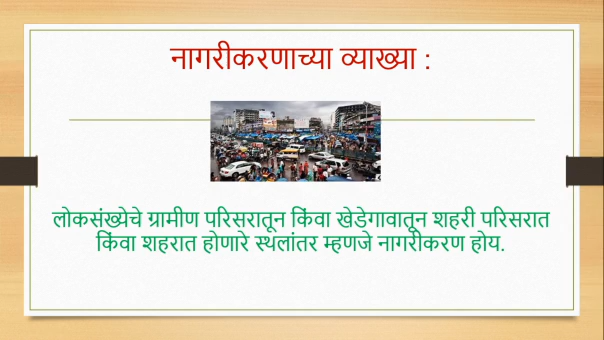 नागरीकरणाच्या व्याख्या :
लोकसंख्येचे ग्रामीण परिसरातून किंवा खेडेगावातून शहरी परिसरात
किंवा शहरात होणारे स्थलांतर म्हणजे नागरीकरण होय.